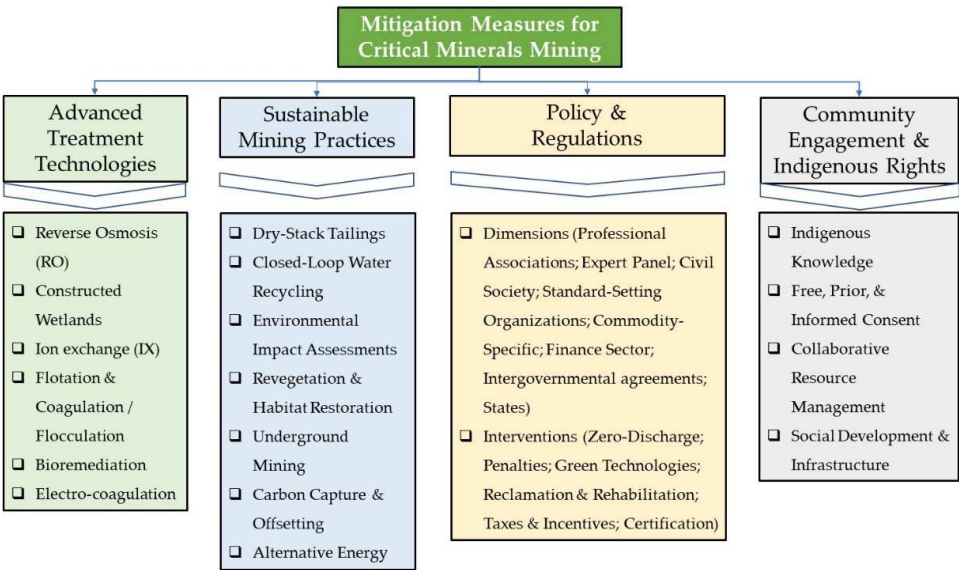 Mitigation Measures for
Critical Minerals Mining
Advanced
Treatment
Technologies
Sustainable
Mining Practices
Policy &
Regulations
Community
Engagement &
Indigenous Rights
Reverse Osmosis
(RO)
Constructed
Wetlands
Ion exchange (IX)
Flotation &
Coagulation /
Flocculation
Bioremediation
Electro-coagulation
Dry-Stack Tailings
Closed-Loop Water
Recycling
Environmental
Impact Assessments
Revegetation &
Habitat Restoration
Underground
Mining
Carbon Capture &
Offsetting
Alternative Energy
Dimensions (Professional
Associations; Expert Panel; Civil
Society; Standard-Setting
Organizations; Commodity-
Specific; Finance Sector;
Intergovernmental agreements;
States)
Interventions (Zero-Discharge;
Penalties; Green Technologies;
Reclamation & Rehabilitation;
Taxes & Incentives; Certification)
Indigenous
Knowledge
Free, Prior, &
Informed Consent
Collaborative
Resource
Management
Social Development &
Infrastructure